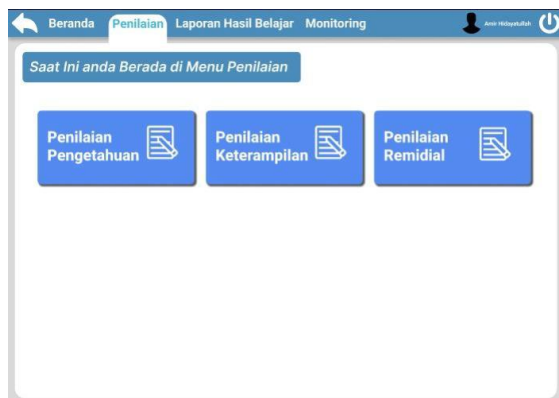 Beranda Penilaian Laporan Hasil Belajar Monitoring Amir Hidayatullah
Saat Ini anda Berada di Menu Penilaian
Penilaian
Pengetahuan
Penilaian
Keterampilan
Penilaian
Remidial